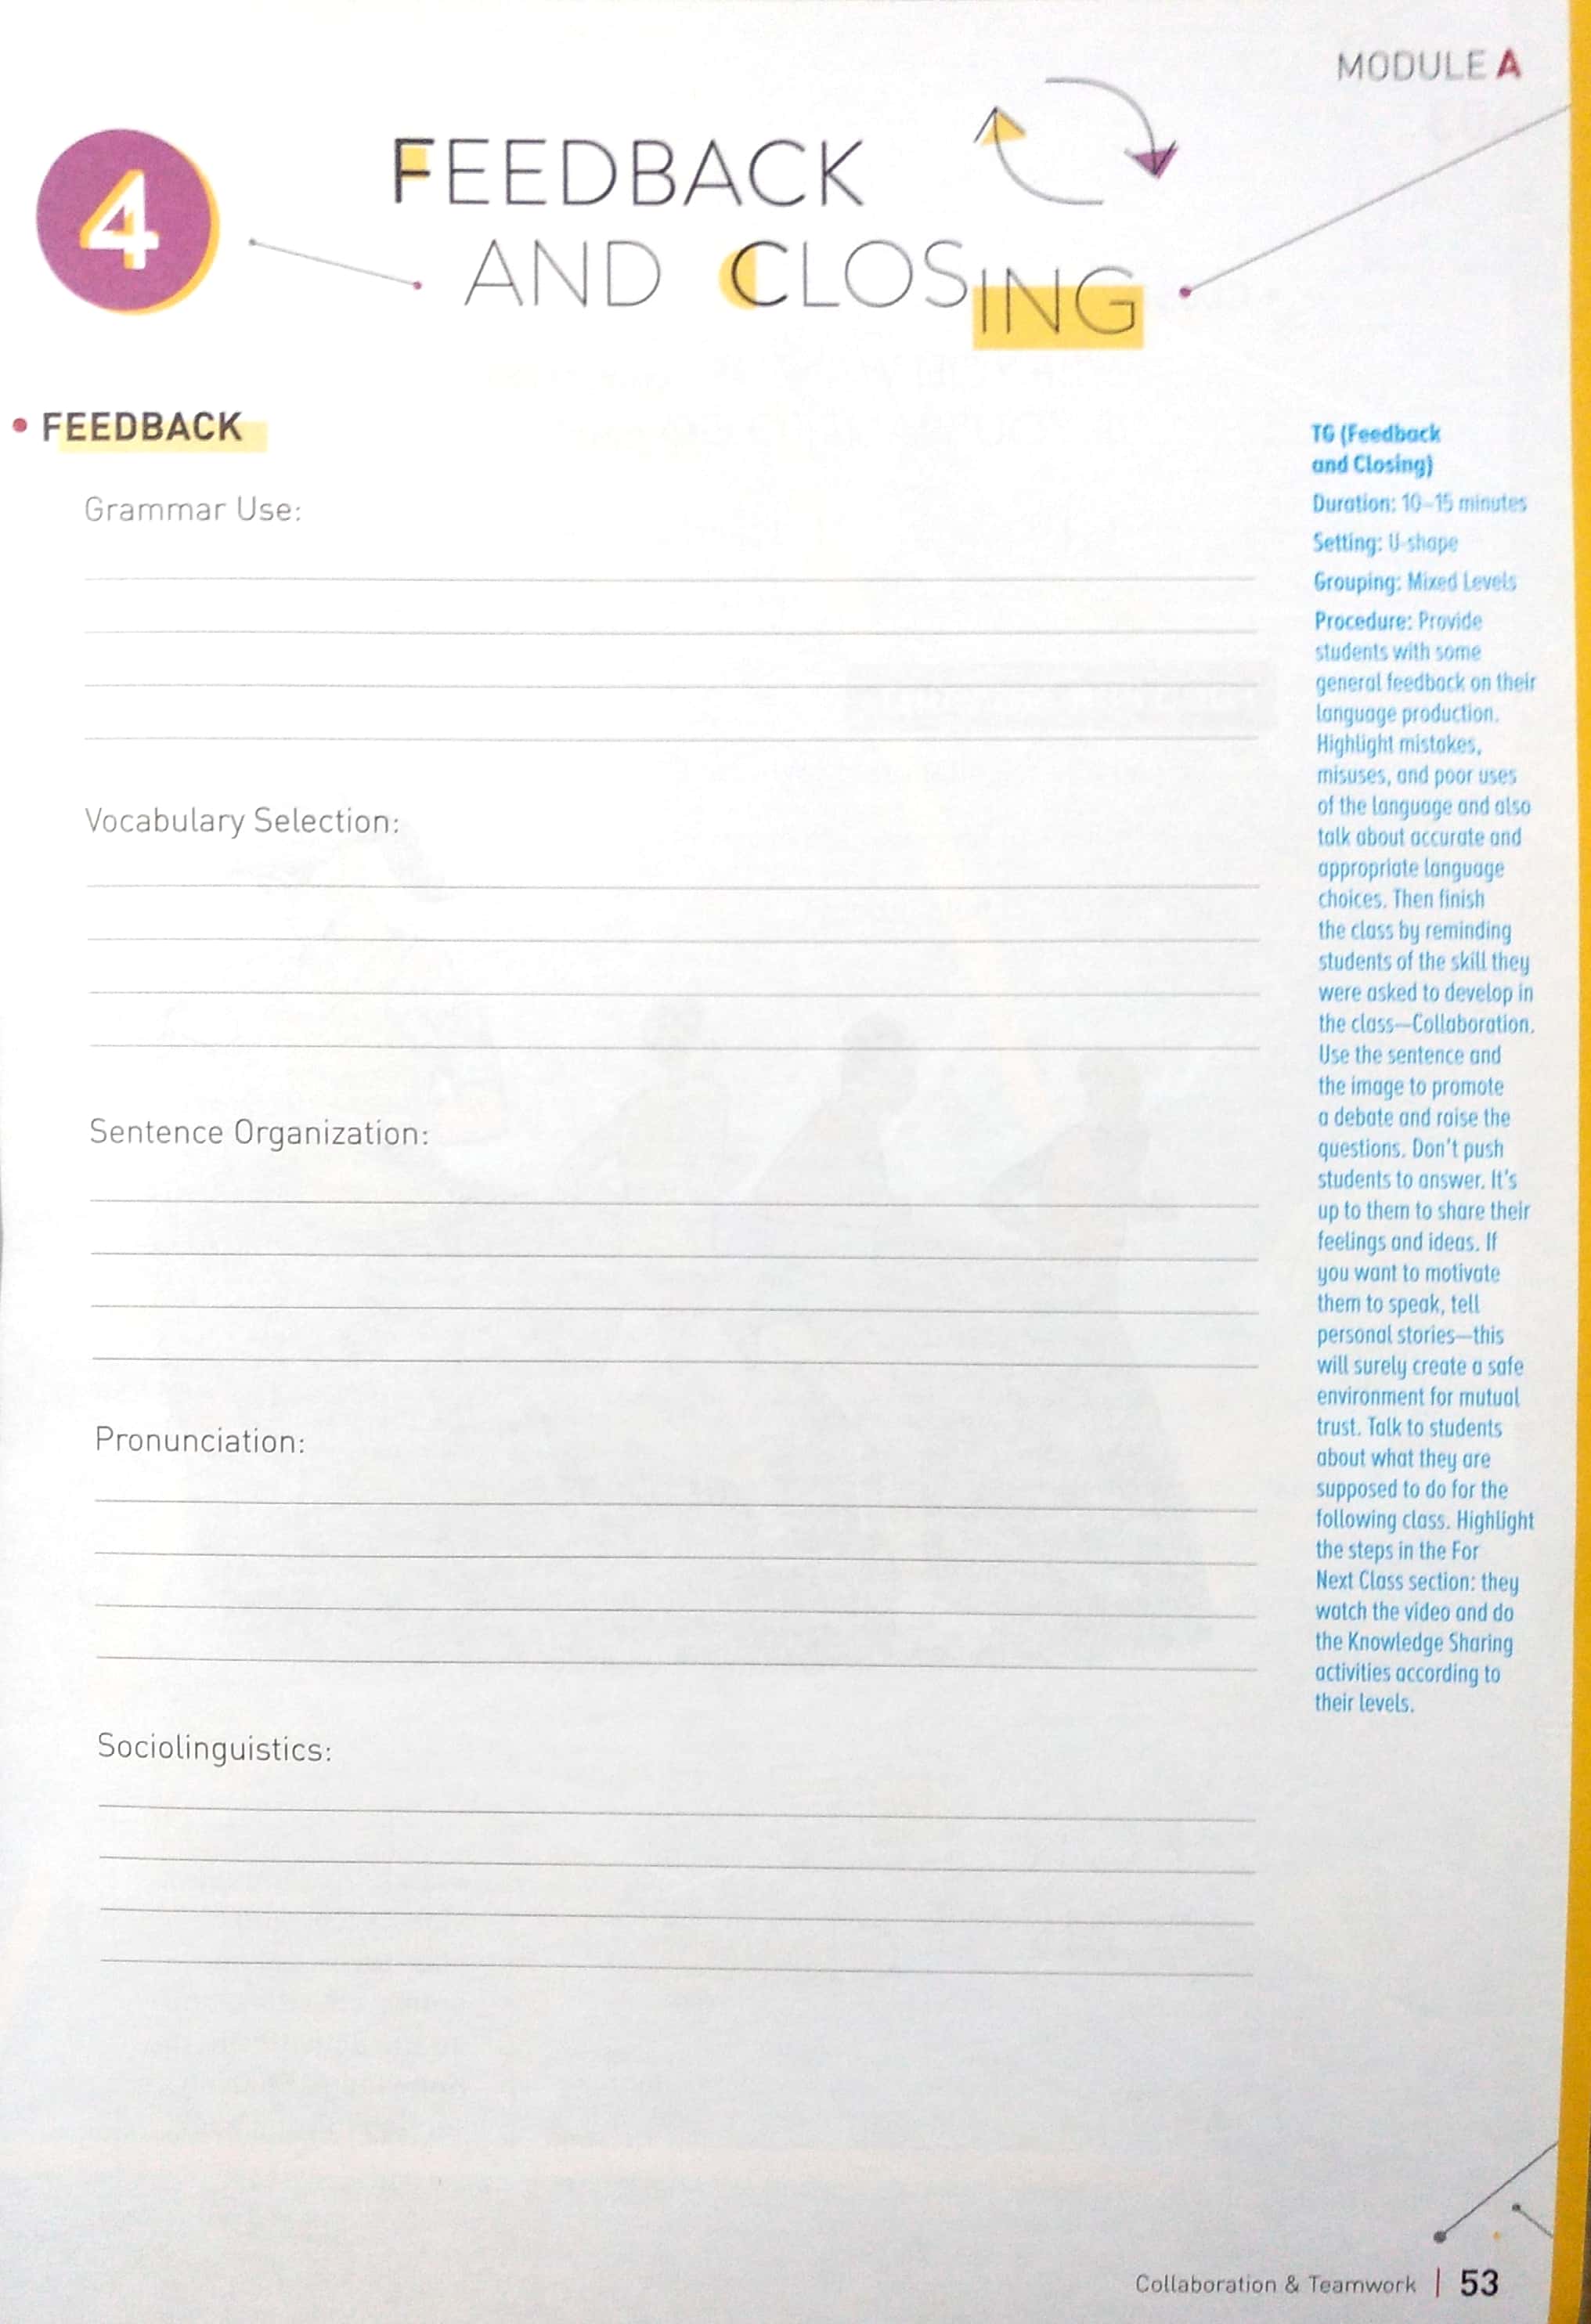 MODULE A
4
FEEDBACK
AND CLOSING
• FEEDBACK
Grammar Use:
Vocabulary Selection:
Sentence Organization:
Pronunciation:
Sociolinguistics:
TG (Feedback
and Closing)
Duration: 10–15 minutes
Setting: U-shape
Grouping: Mixed Levels
Procedure: Provide
students with some
general feedback on their
language production.
Highlight mistakes,
misuses, and poor uses
of the language and also
talk about accurate and
appropriate language
choices. Then finish
the class by reminding
students of the skill they
were asked to develop in
the class—Collaboration.
Use the sentence and
the image to promote
a debate and raise the
questions. Don't push
students to answer. It's
up to them to share their
feelings and ideas. If
you want to motivate
them to speak, tell
personal stories—this
will surely create a safe
environment for mutual
trust. Talk to students
about what they are
supposed to do for the
following class. Highlight
the steps in the For
Next Class section: they
watch the video and do
the Knowledge Sharing
activities according to
their levels.
Collaboration & Teamwork | 53